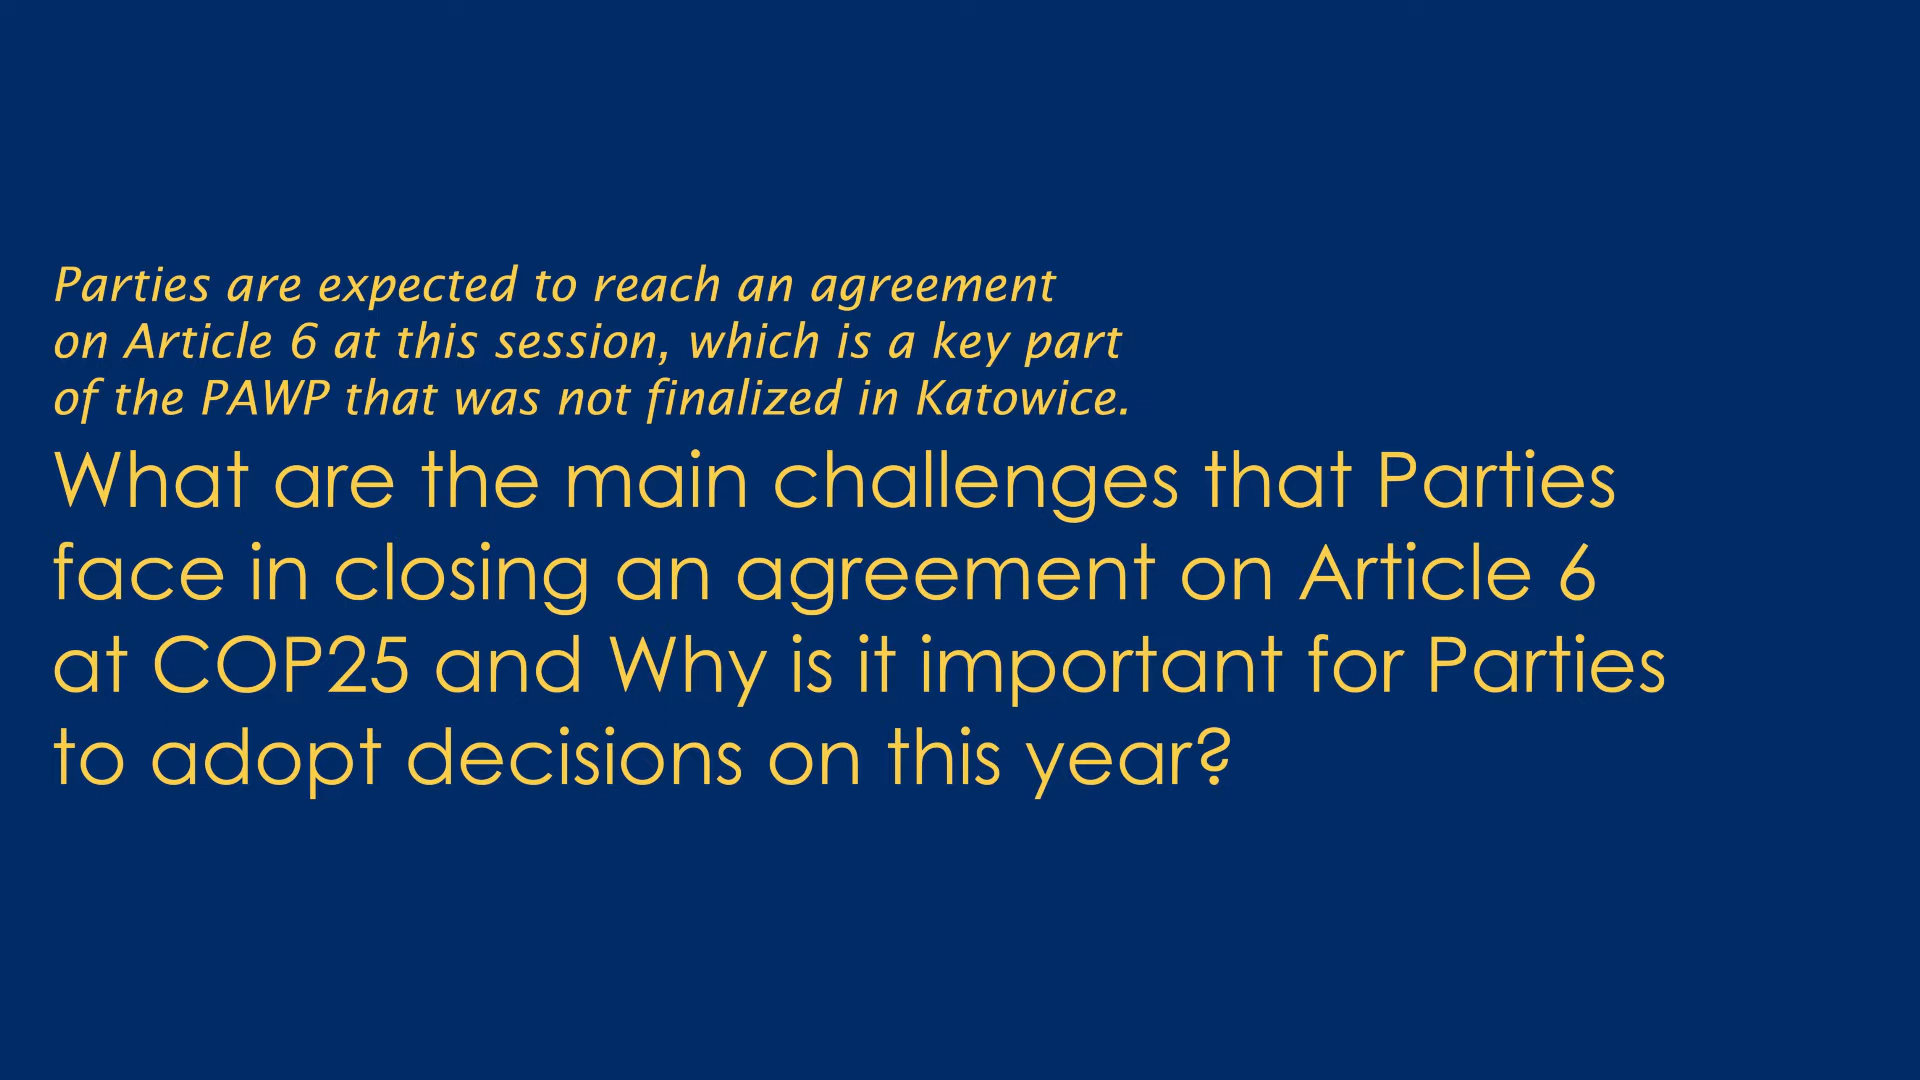 Parties are expected to reach an agreement
on Article 6 at this session, which is a key part
of the PAWP that was not finalized in Katowice.
What are the main challenges that Parties
face in closing an agreement on Article 6
at COP25 and Why is it important for Parties
to adopt decisions on this year?